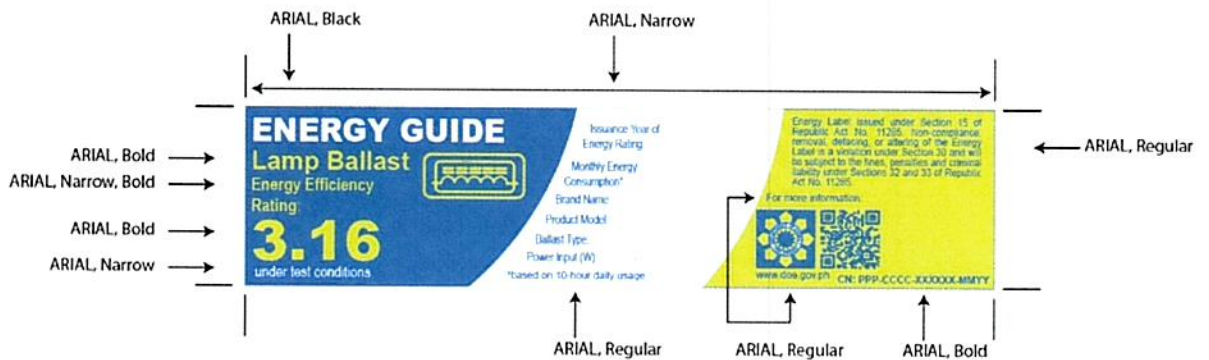 ARIAL, Black
ARIAL, Narrow
ARIAL, Bold
ARIAL, Narrow, Bold
ARIAL, Bold
ARIAL, Narrow
ENERGY GUIDE
Lamp Ballast
Energy Efficiency
Rating:
3.16
under test conditions
Issuance Year of
Energy Rating
Monthly Energy
Consumption*
Brand Name
Product Model
Ballast Type
Power Input (W)
*based on 10-hour daily usage
Energy Label issued under Section 15 of
Republic Act No. 11285. Non-compliance,
removal, defacing, or altering of the Energy
Label is a violation under Section 30 and will
be subject to the fines, penalties and criminal
liability under Sections 32 and 33 of Republic
Act No. 11285.
For more information:
www.doe.gov.ph
CN: PPP-CCCC-XXXXXX-MMYY
ARIAL, Regular
ARIAL, Regular
ARIAL, Regular
ARIAL, Bold